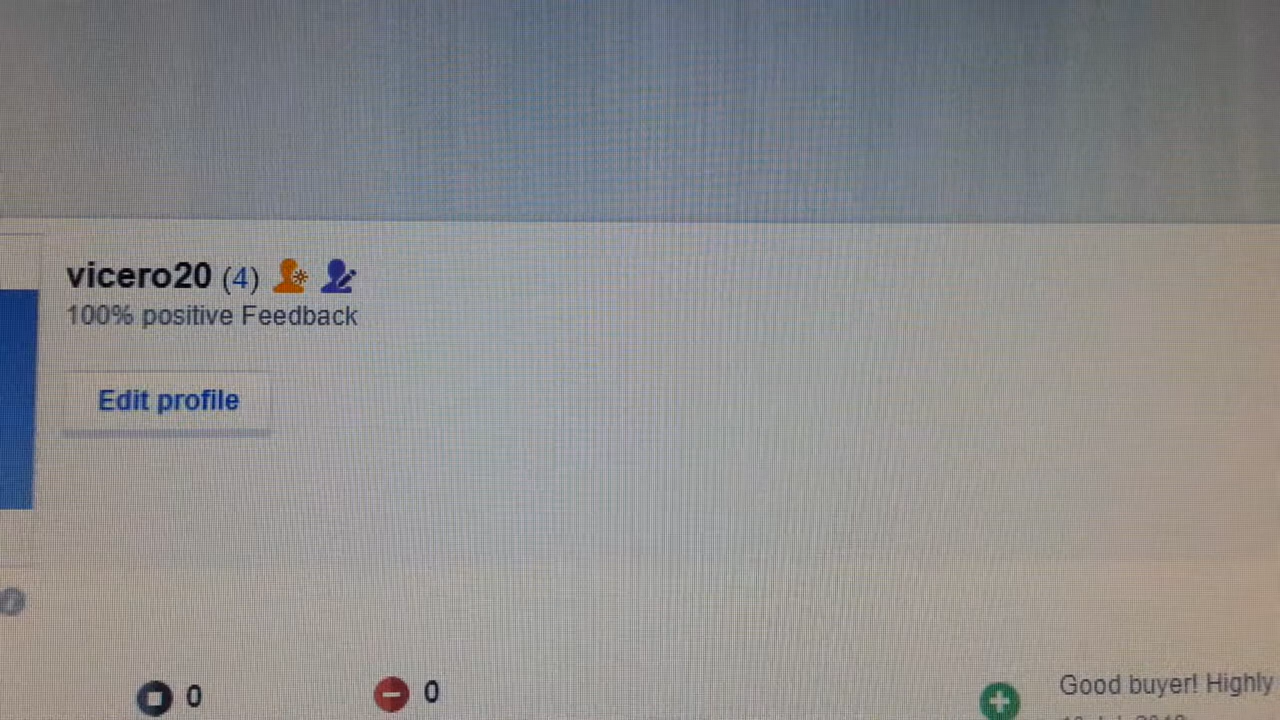 vicero20 (4)
100% positive Feedback
Edit profile
0
0
Good buyer! Highly